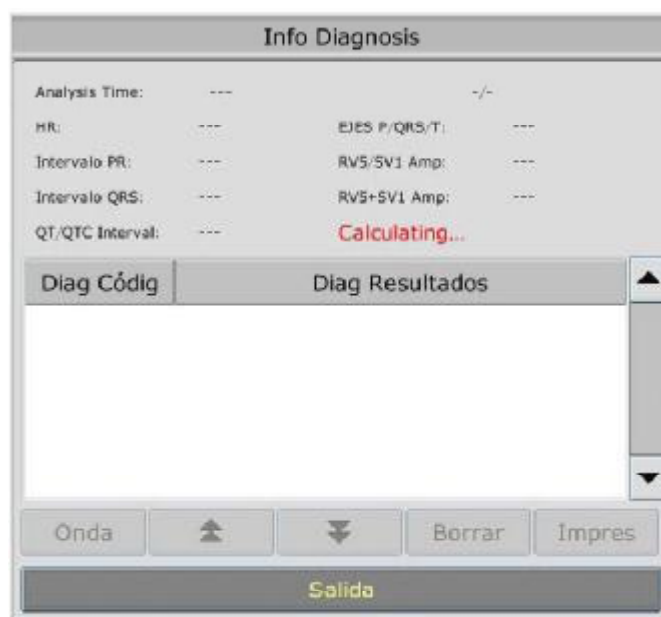 Info Diagnosis
Analysis Time: --- -/-
HR: --- EJES P/QRS/T: ---
Intervalo PR: --- RV5/SV1 Amp: ---
Intervalo QRS: --- RV5+SV1 Amp: ---
QT/QTC Interval: --- Calculating...
Diag Códig Diag Resultados
Onda Borrar Impres
Salida